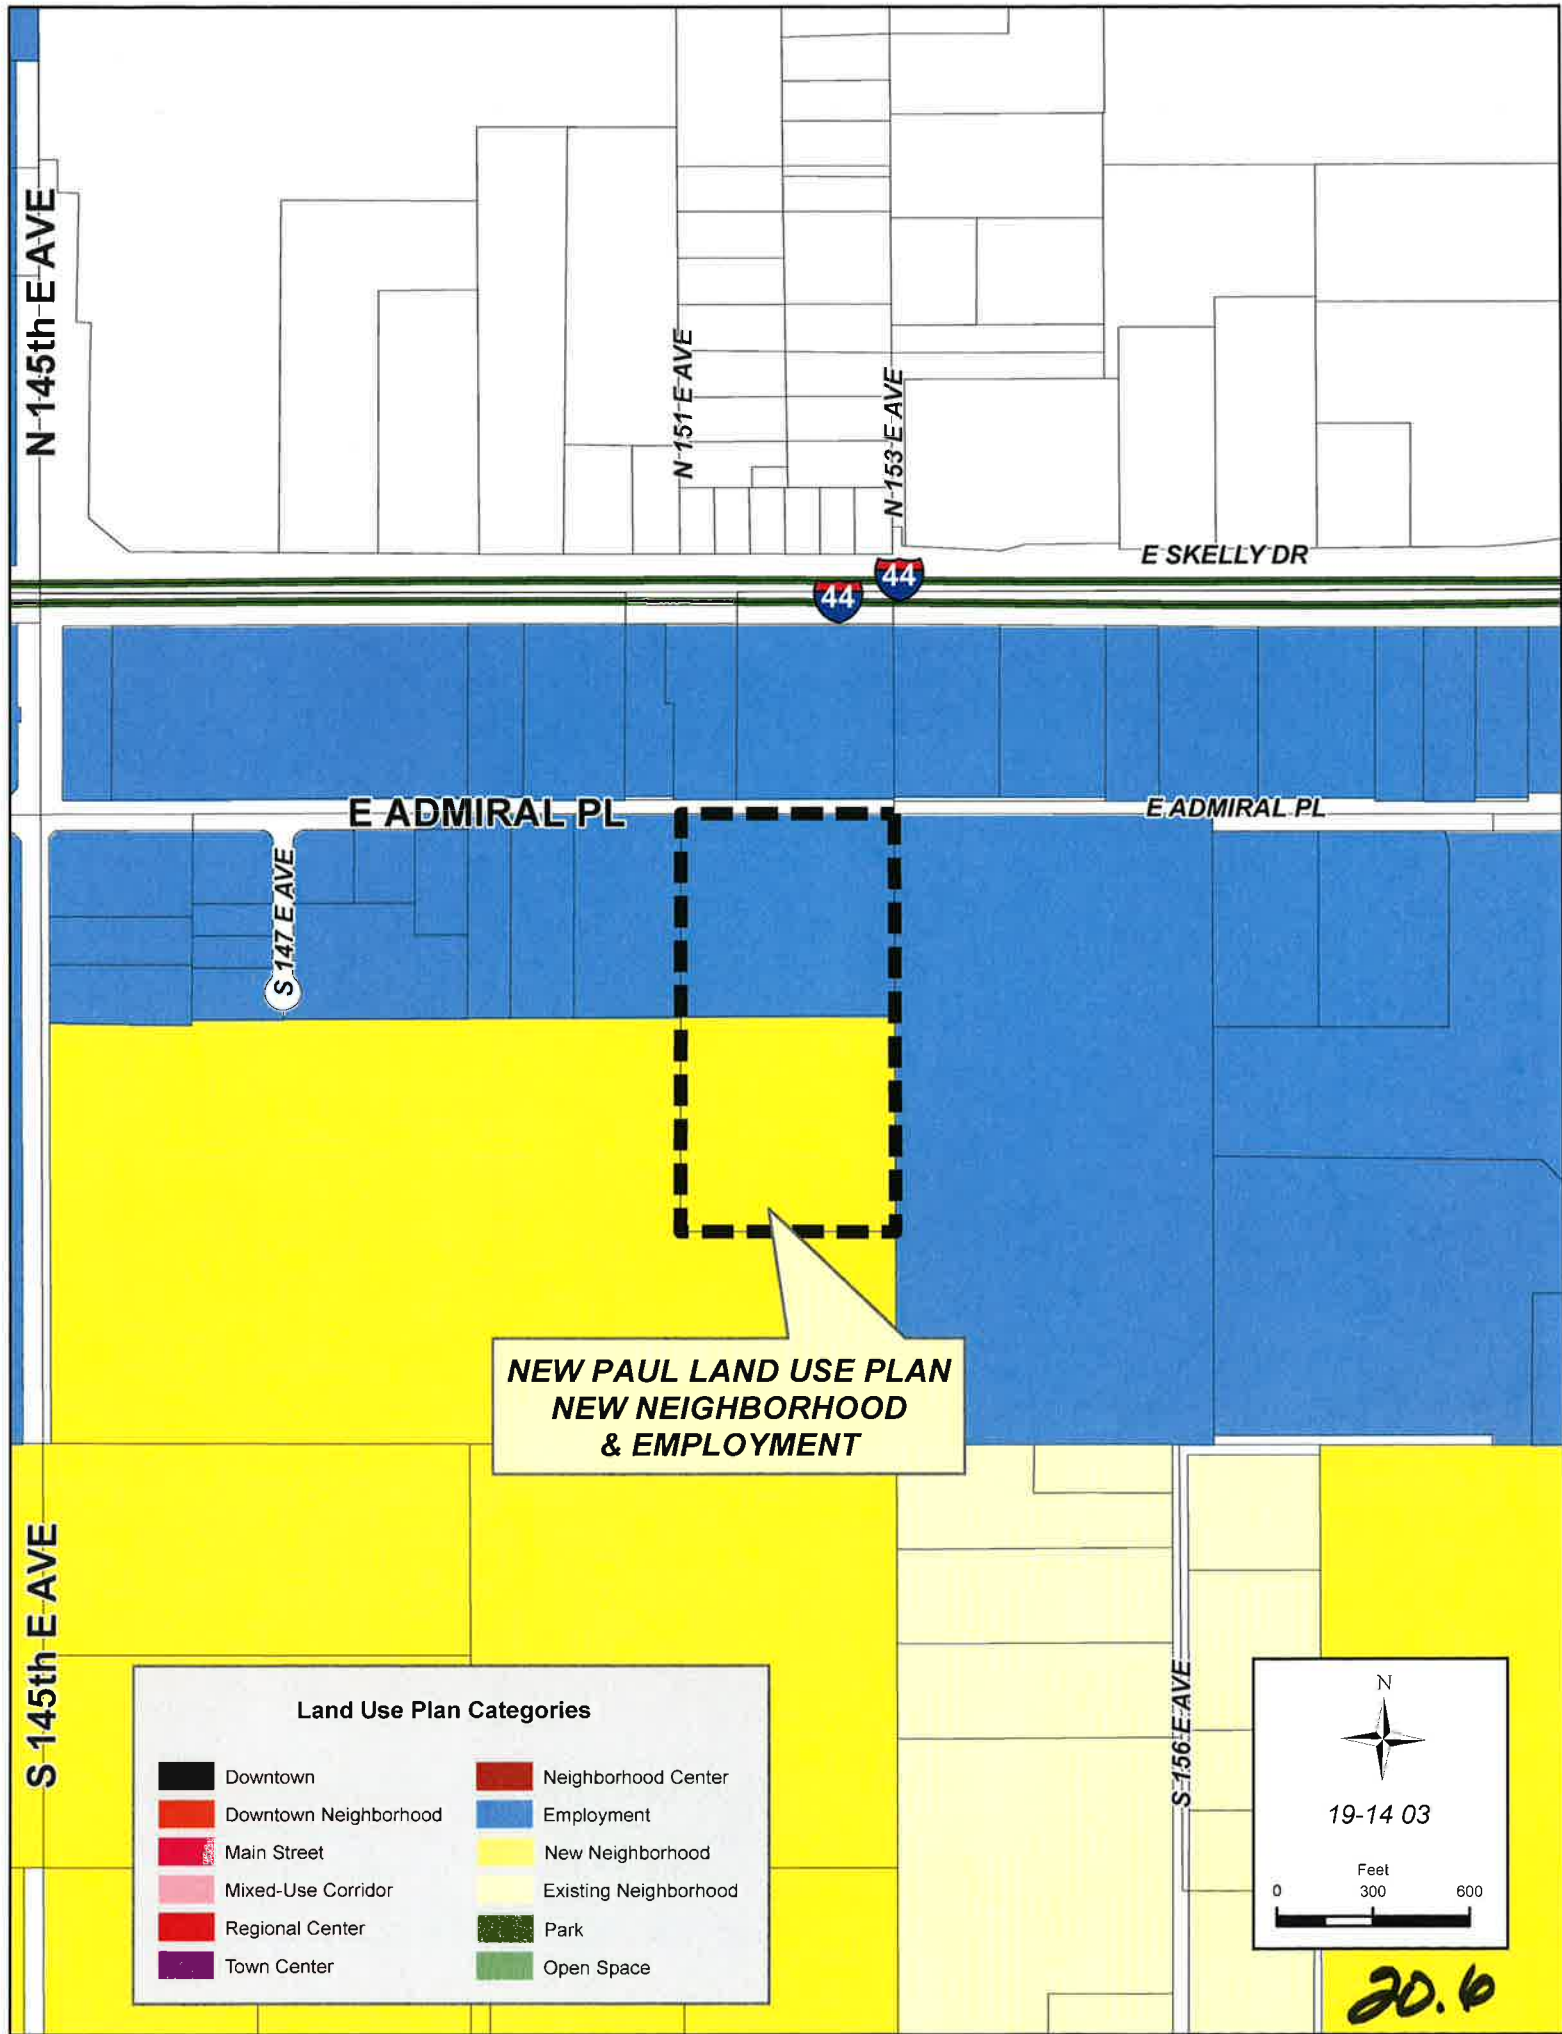 N 145th E AVE
N 151 E AVE
N 153 E AVE
E SKELLY DR
44
44
E ADMIRAL PL
E ADMIRAL PL
S 147 E AVE
NEW PAUL LAND USE PLAN
NEW NEIGHBORHOOD
& EMPLOYMENT
S 145th E AVE
S 156 E AVE
Land Use Plan Categories
Downtown
Downtown Neighborhood
Main Street
Mixed-Use Corridor
Regional Center
Town Center
Neighborhood Center
Employment
New Neighborhood
Existing Neighborhood
Park
Open Space
N
19-14 03
Feet
0 300 600
20.6